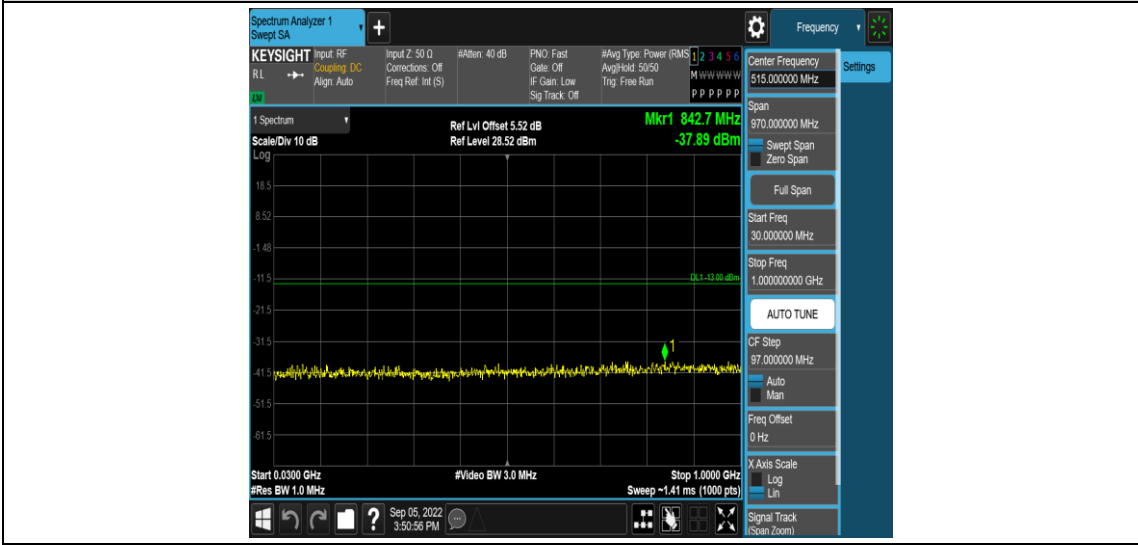 Spectrum Analyzer 1
Swept SA
+
Frequency
KEYSIGHT
RL
LM
Input: RF
Coupling: DC
Align: Auto
Input Z: 50 Ω
Corrections: Off
Freq Ref: Int (S)
#Atten: 40 dB
PNO: Fast
Gate: Off
IF Gain: Low
Sig Track: Off
#Avg Type: Power (RMS
Avg|Hold: 50/50
Trig: Free Run
1 2 3 4 5 6
M W W W W W
P P P P P P
1 Spectrum
Scale/Div 10 dB
Log
Ref Lvl Offset 5.52 dB
Ref Level 28.52 dBm
Mkr1 842.7 MHz
-37.89 dBm
18.5
8.52
-1.48
-11.5
DL1 -13.00 dBm
-21.5
-31.5
1
-41.5
-51.5
-61.5
Start 0.0300 GHz
#Res BW 1.0 MHz
#Video BW 3.0 MHz
Stop 1.0000 GHz
Sweep ~1.41 ms (1000 pts)
?
Sep 05, 2022
3:50:56 PM
Center Frequency
515.000000 MHz
Settings
Span
970.000000 MHz
Swept Span
Zero Span
Full Span
Start Freq
30.000000 MHz
Stop Freq
1.000000000 GHz
AUTO TUNE
CF Step
97.000000 MHz
Auto
Man
Freq Offset
0 Hz
X Axis Scale
Log
Lin
Signal Track
(Span Zoom)